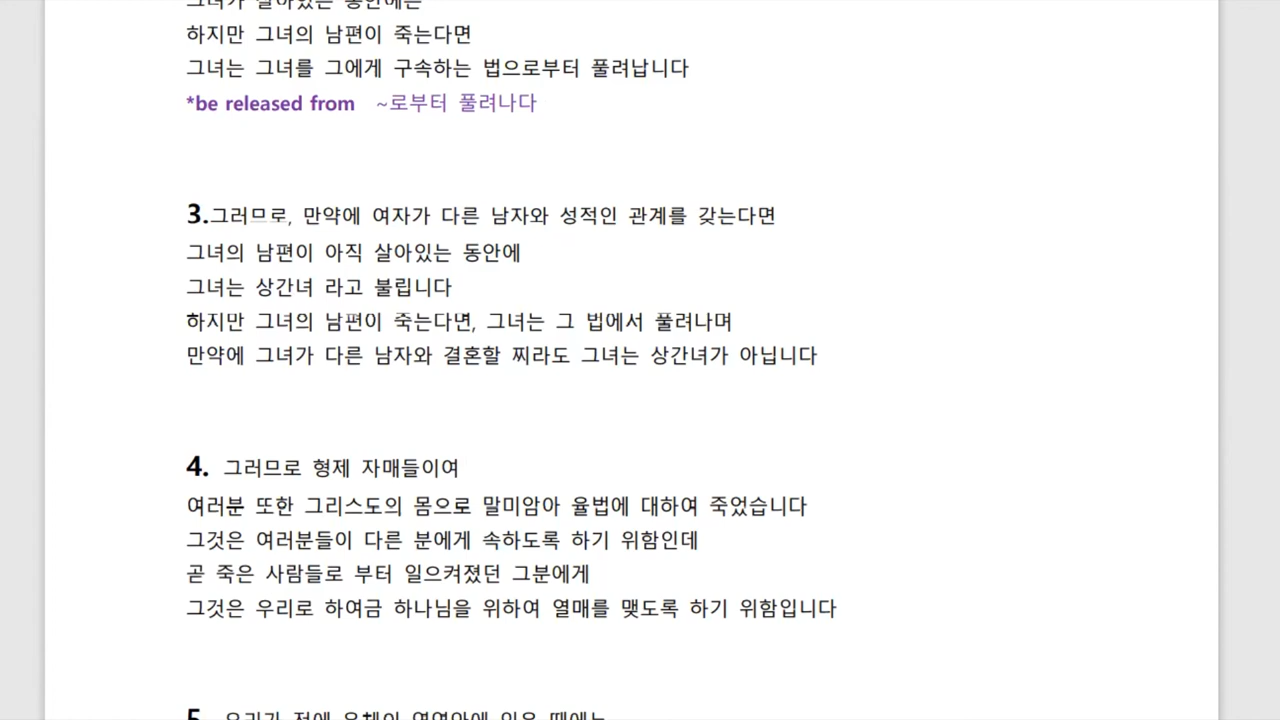 하지만 그녀의 남편이 죽는다면
그녀는 그녀를 그에게 구속하는 법으로부터 풀려납니다
*be released from ~로부터 풀려나다
3.그러므로, 만약에 여자가 다른 남자와 성적인 관계를 갖는다면
그녀의 남편이 아직 살아있는 동안에
그녀는 상간녀 라고 불립니다
하지만 그녀의 남편이 죽는다면, 그녀는 그 법에서 풀려나며
만약에 그녀가 다른 남자와 결혼할 찌라도 그녀는 상간녀가 아닙니다
4. 그러므로 형제 자매들이여
여러분 또한 그리스도의 몸으로 말미암아 율법에 대하여 죽었습니다
그것은 여러분들이 다른 분에게 속하도록 하기 위함인데
곧 죽은 사람들로 부터 일으켜졌던 그분에게
그것은 우리로 하여금 하나님을 위하여 열매를 맺도록 하기 위함입니다